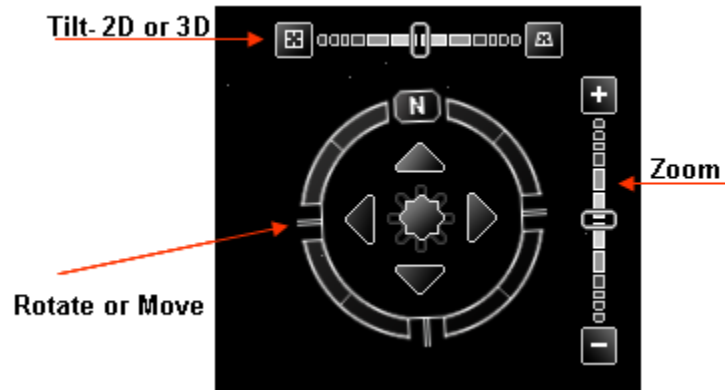 Tilt- 2D or 3D
N
+
Zoom
Rotate or Move
−